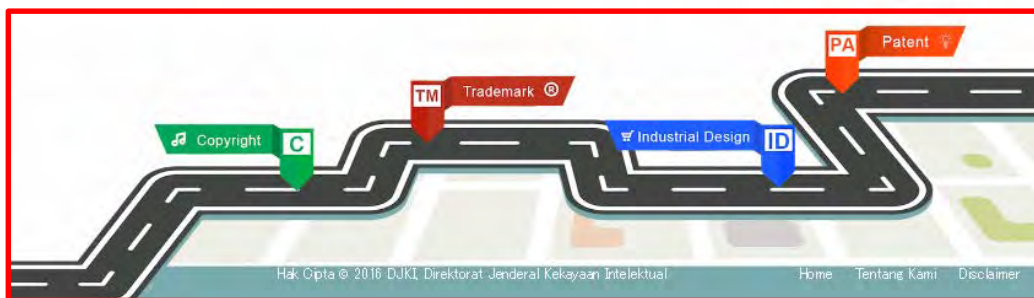 PA Patent
TM Trademark ®
Copyright C
Industrial Design ID
Hak Cipta © 2016 DJKI, Direktorat Jenderal Kekayaan Intelektual
Home Tentang Kami Disclaimer